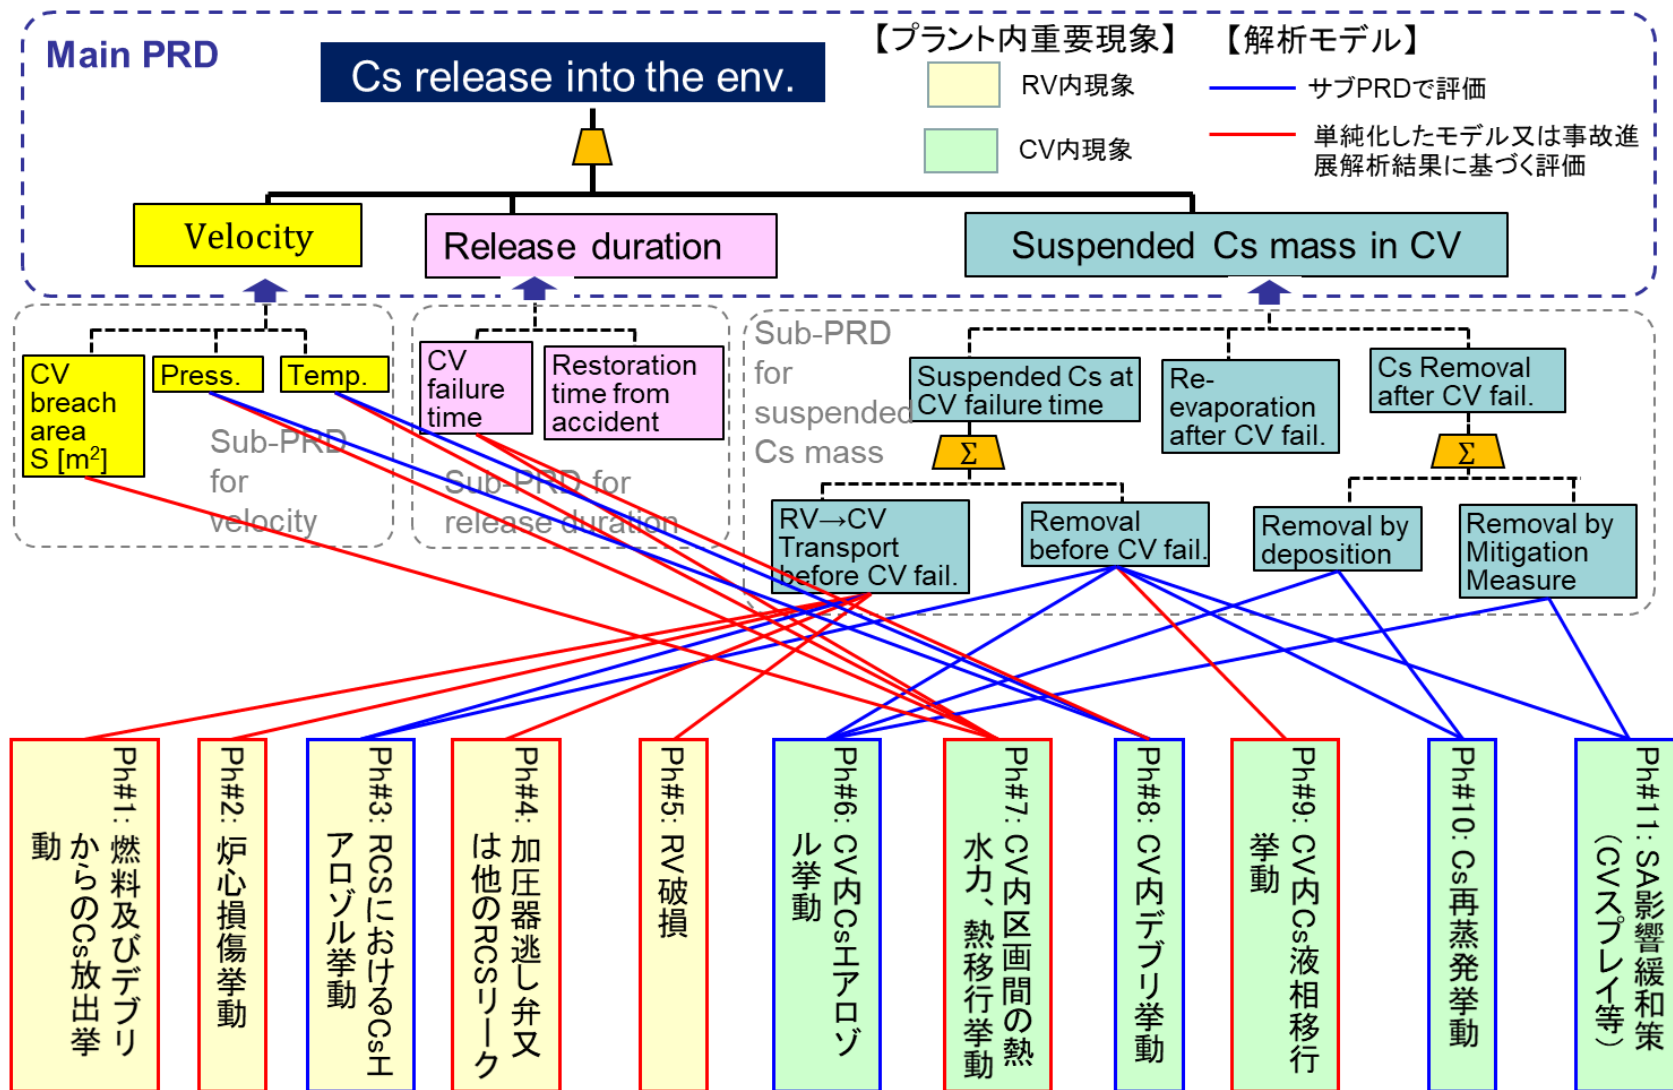 Main PRD
Cs release into the env.
【プラント内重要現象】
RV内現象
CV内現象
【解析モデル】
サブPRDで評価
単純化したモデル又は事故進
展解析結果に基づく評価
Velocity
Release duration
Suspended Cs mass in CV
CV
breach
area
S [m²]
Press.
Temp.
Sub-PRD
for
velocity
CV
failure
time
Restoration
time from
accident
Sub-PRD for
release duration
Sub-PRD
for
suspended
Cs mass
Suspended Cs at
CV failure time
Re-
evaporation
after CV fail.
Cs Removal
after CV fail.
Σ
Σ
RV→CV
Transport
before CV fail.
Removal
before CV fail.
Removal by
deposition
Removal by
Mitigation
Measure
Ph#1: 燃料及びデブリ
からのCs放出挙
動
Ph#2: 炉心損傷挙動
Ph#3: RCSにおけるCsエ
アロゾル挙動
Ph#4: 加圧器逃し弁又
は他のRCSリーク
Ph#5: RV破損
Ph#6: CV内Csエアロゾ
ル挙動
Ph#7: CV内区画間の熱
水力、熱移行挙動
Ph#8: CV内デブリ挙動
Ph#9: CV内Cs液相移行
挙動
Ph#10: Cs再蒸発挙動
Ph#11: SA影響緩和策
（CVスプレイ等）